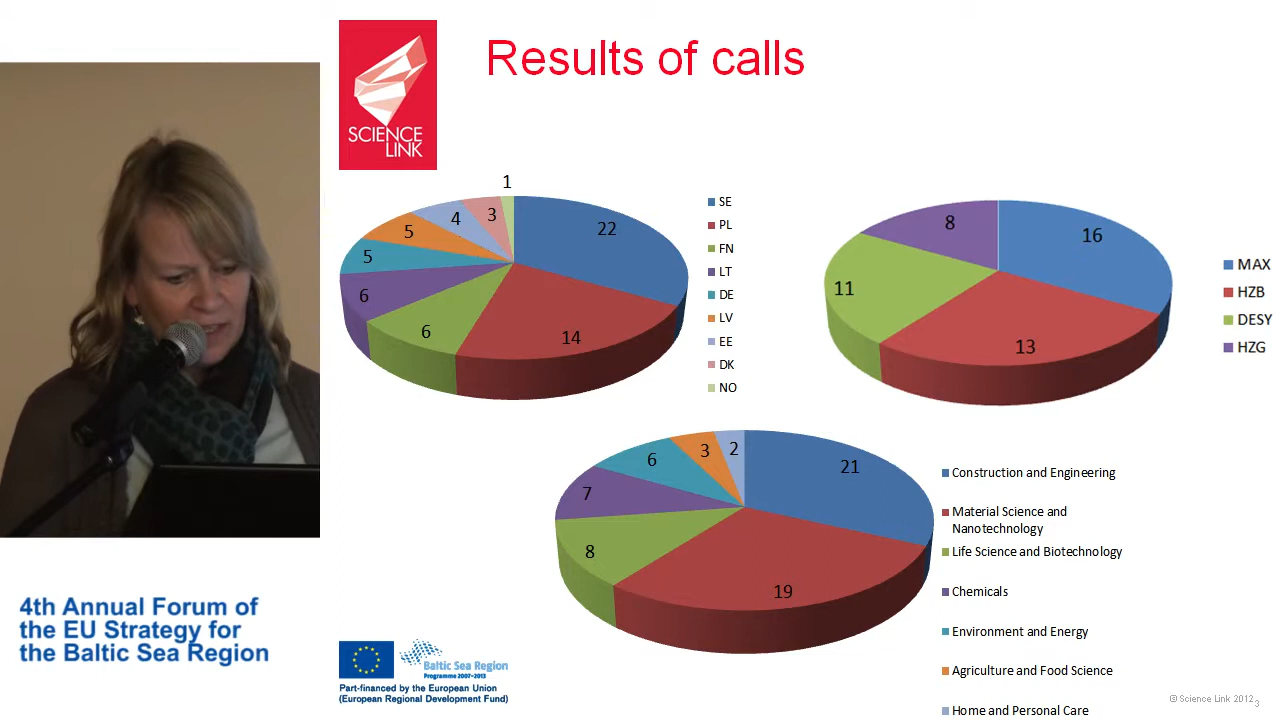 Results of calls
SCIENCE
LINK
1
3
4
5
5
6
6
14
22
SE
PL
FN
LT
DE
LV
EE
DK
NO
8
16
11
13
MAX
HZB
DESY
HZG
2
3
6
7
8
19
21
Construction and Engineering
Material Science and
Nanotechnology
Life Science and Biotechnology
Chemicals
Environment and Energy
Agriculture and Food Science
Home and Personal Care
4th Annual Forum of
the EU Strategy for
the Baltic Sea Region
Baltic Sea Region
Programme 2007-2013
Part-financed by the European Union
(European Regional Development Fund)
© Science Link 2012
3